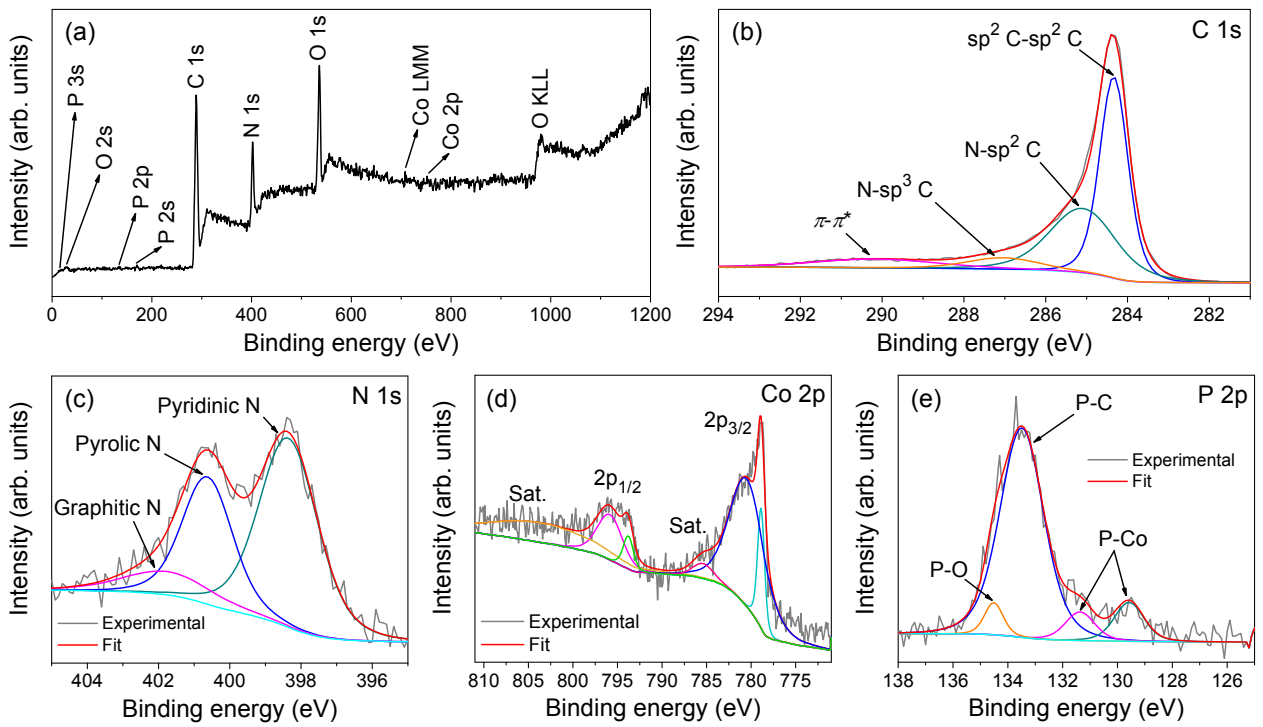 (a)
P 3s
O 2s
P 2p
P 2s
C 1s
N 1s
O 1s
Co LMM
Co 2p
O KLL
Intensity (arb. units)
0 200 400 600 800 1000 1200
Binding energy (eV)
(b)
C 1s
sp² C-sp² C
N-sp² C
N-sp³ C
π-π*
Intensity (arb. units)
294 292 290 288 286 284 282
Binding energy (eV)
(c)
N 1s
Pyridinic N
Pyrolic N
Graphitic N
Experimental
Fit
Intensity (arb. units)
404 402 400 398 396
Binding energy (eV)
(d)
Co 2p
2p3/2
2p1/2
Sat.
Sat.
Experimental
Fit
Intensity (arb. units)
810 805 800 795 790 785 780 775
Binding energy (eV)
(e)
P 2p
P-C
Experimental
Fit
P-Co
P-O
Intensity (arb. units)
138 136 134 132 130 128 126
Binding energy (eV)